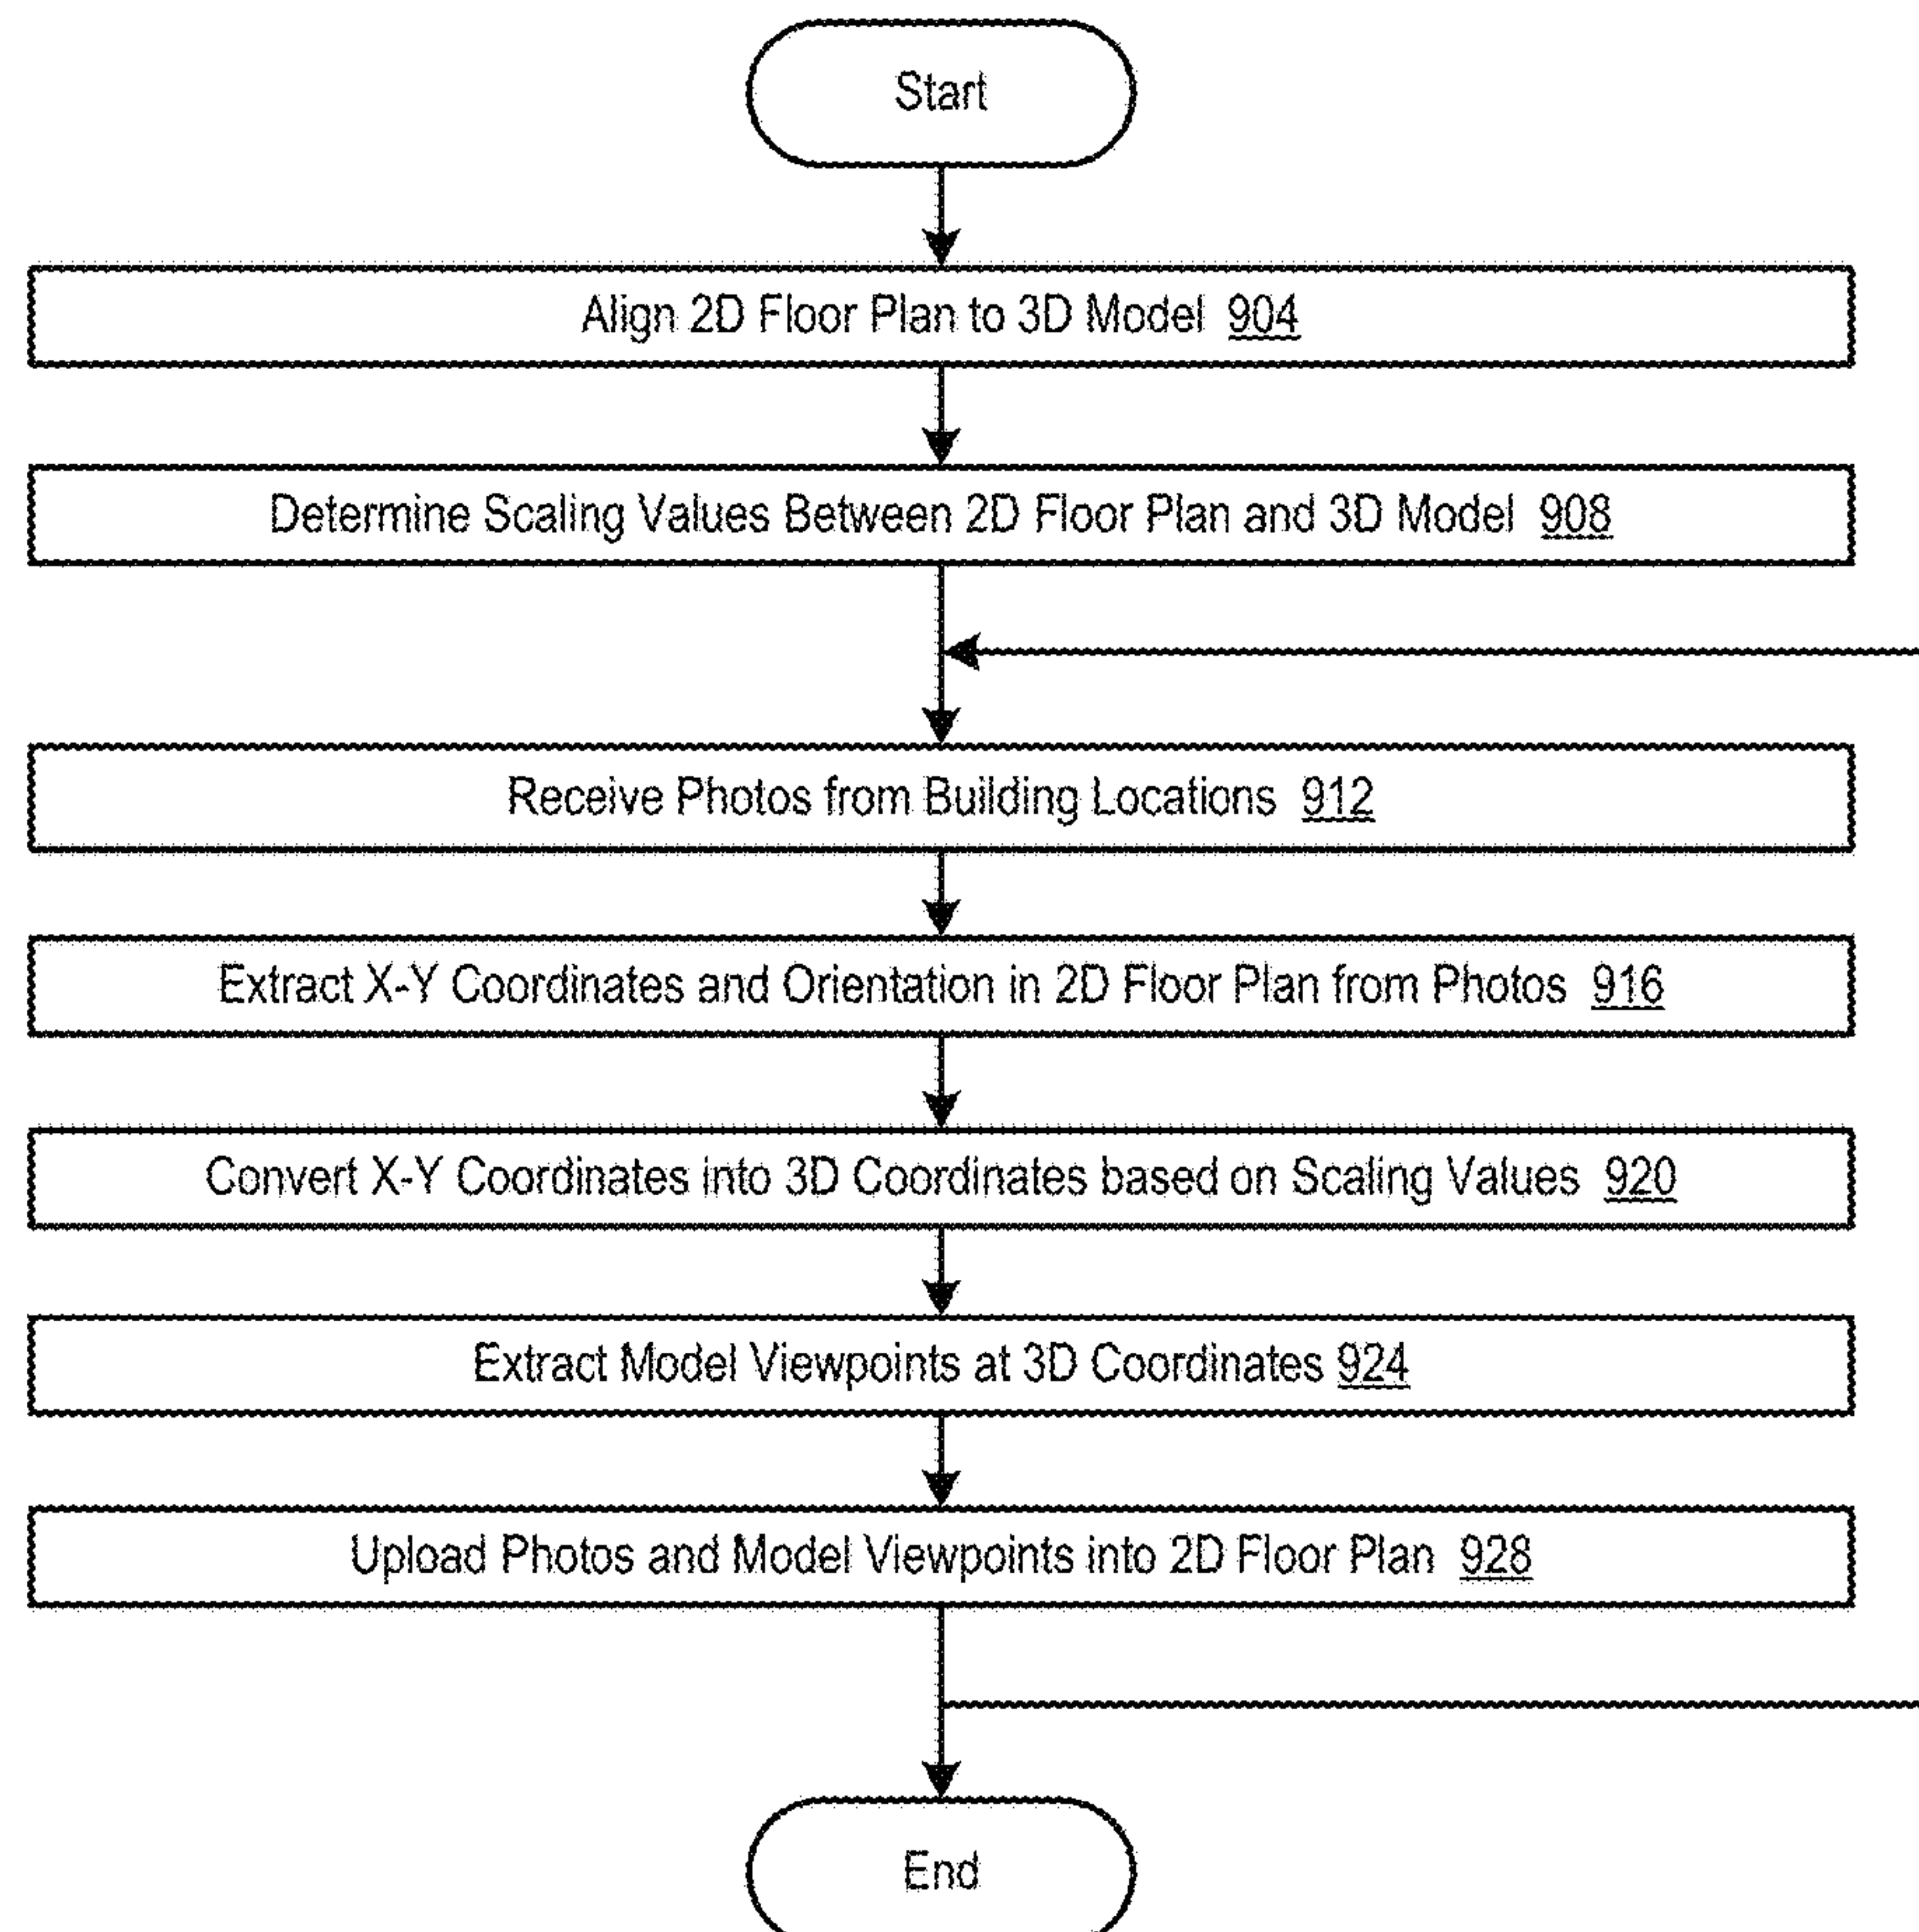 Start
Align 2D Floor Plan to 3D Model 904
Determine Scaling Values Between 2D Floor Plan and 3D Model 908
Receive Photos from Building Locations 912
Extract X-Y Coordinates and Orientation in 2D Floor Plan from Photos 916
Convert X-Y Coordinates into 3D Coordinates based on Scaling Values 920
Extract Model Viewpoints at 3D Coordinates 924
Upload Photos and Model Viewpoints into 2D Floor Plan 928
End